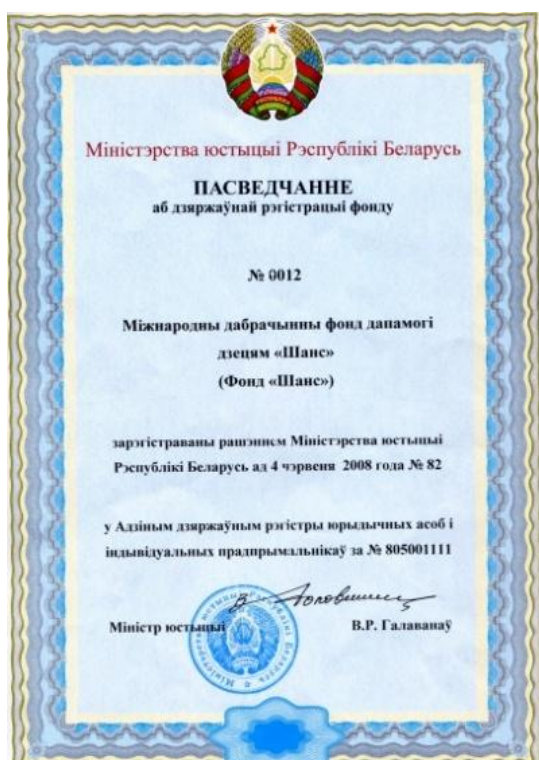 Міністэрства юстыцыі Рэспублікі Беларусь
ПАСВЕДЧАННЕ
аб дзяржаўнай рэгістрацыі фонду
№ 0012
Міжнародны дабрачынны фонд дапамогі
дзецям «Шанс»
(Фонд «Шанс»)
зарэгістраваны рашэннем Міністэрства юстыцыі
Рэспублікі Беларусь ад 4 чэрвеня 2008 года № 82
у Адзіным дзяржаўным рэгістры юрыдычных асоб і
індывідуальных прадпрымальнікаў за № 805001111
Міністр юстыцыі В.Р. Галаванаў